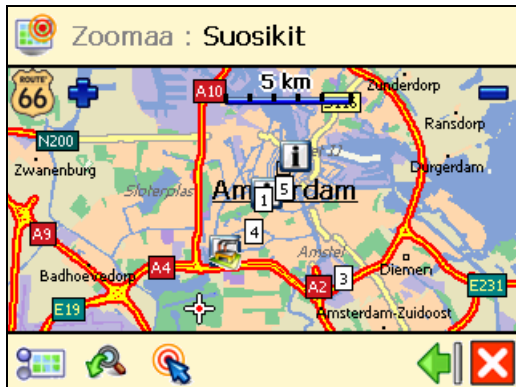 Zoomaa : Suosikit
ROUTE
66
A10
5 km
Zunderdorp
Ransdorp
N200
Zwanenburg
Sloterplas
i
Durgerdam
Amsterdam
1
5
4
A9
Amstel
Badhoevedorp
A4
Diemen
A2
3
E231
E19
Amsterdam-Zuidoost